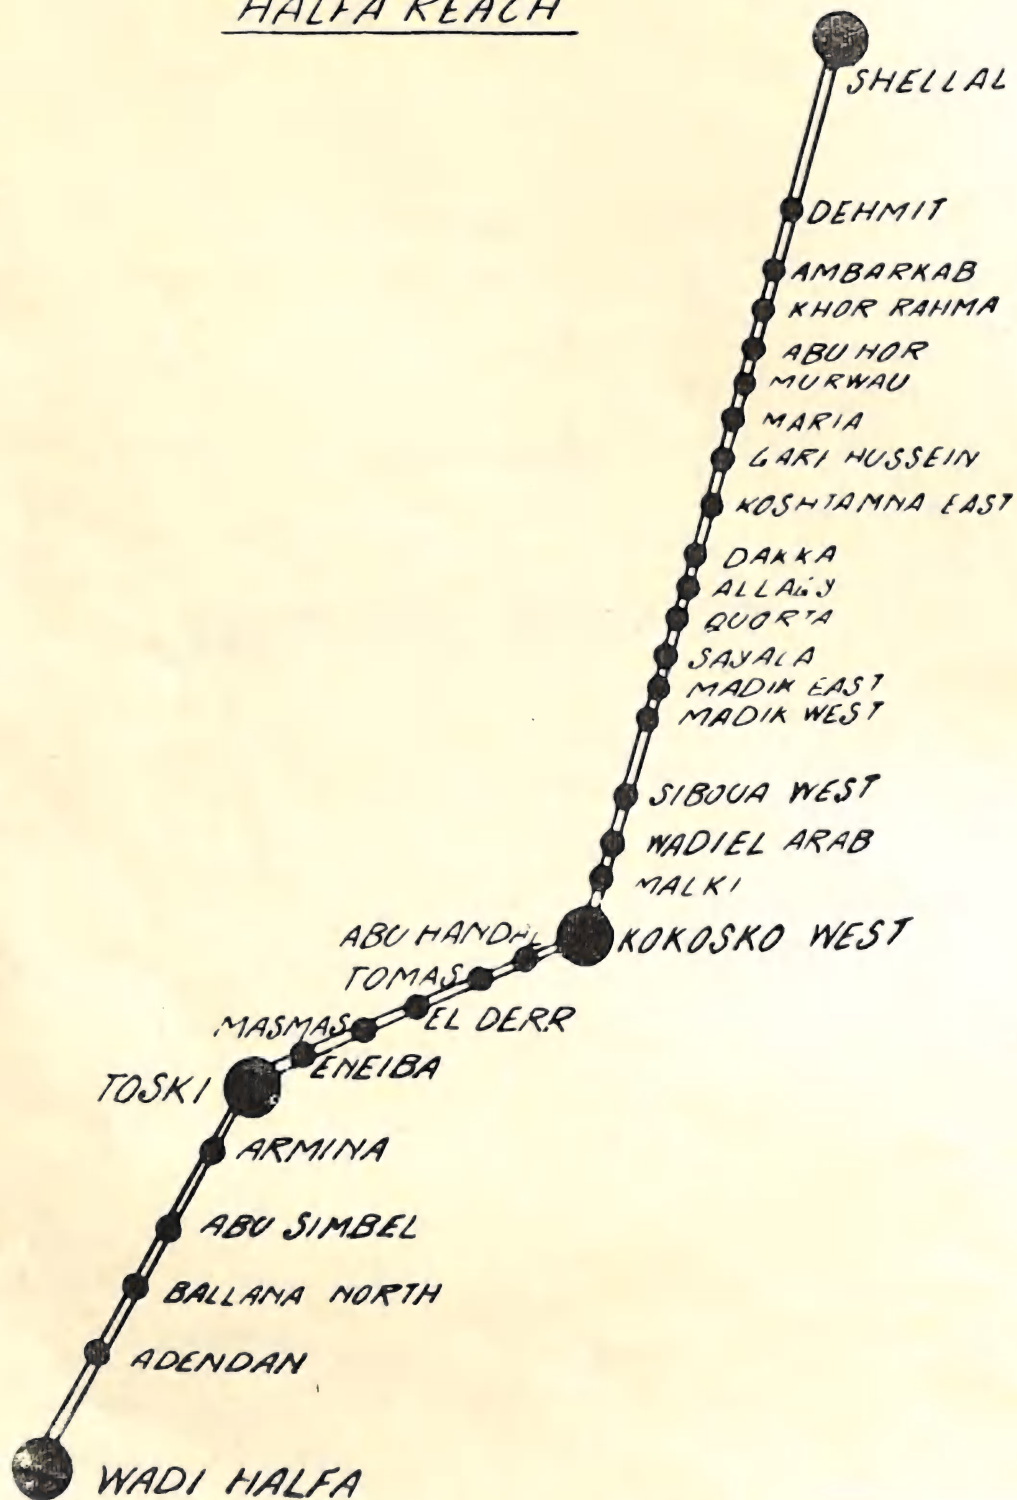 HALFA REACH
SHELLAL
DEHMIT
AMBARKAB
KHOR RAHMA
ABU HOR
MURWAU
MARIA
GARI HUSSEIN
KOSHTAMNA EAST
DAKKA
ALLAGY
QUORTA
SAYALA
MADIK EAST
MADIK WEST
SIBOUA WEST
WADIEL ARAB
MALKI
KOKOSKO WEST
ABU HANDAL
TOMAS
EL DERR
MASMAS
ENEIBA
TOSKI
ARMINA
ABU SIMBEL
BALLANA NORTH
ADENDAN
WADI HALFA